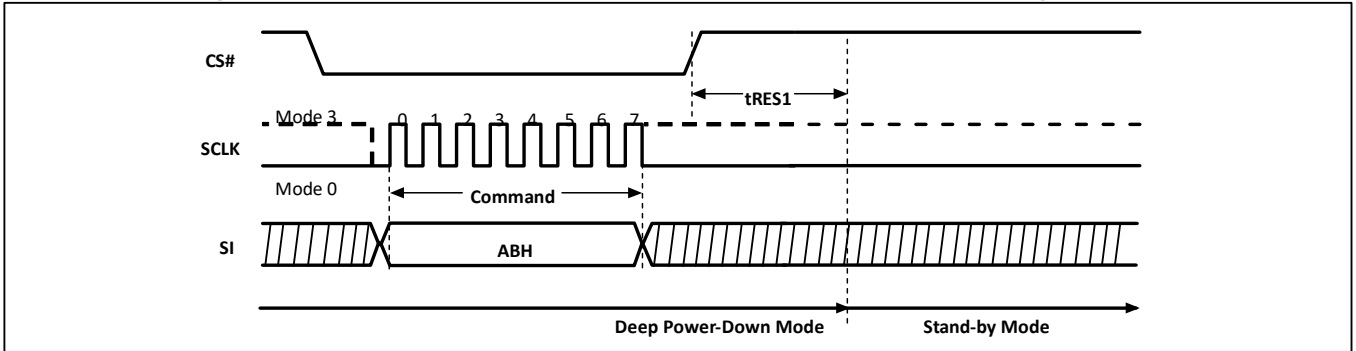 CS#
tRES1
Mode 3 0 1 2 3 4 5 6 7
SCLK
Mode 0
Command
SI
ABH
Deep Power-Down Mode Stand-by Mode